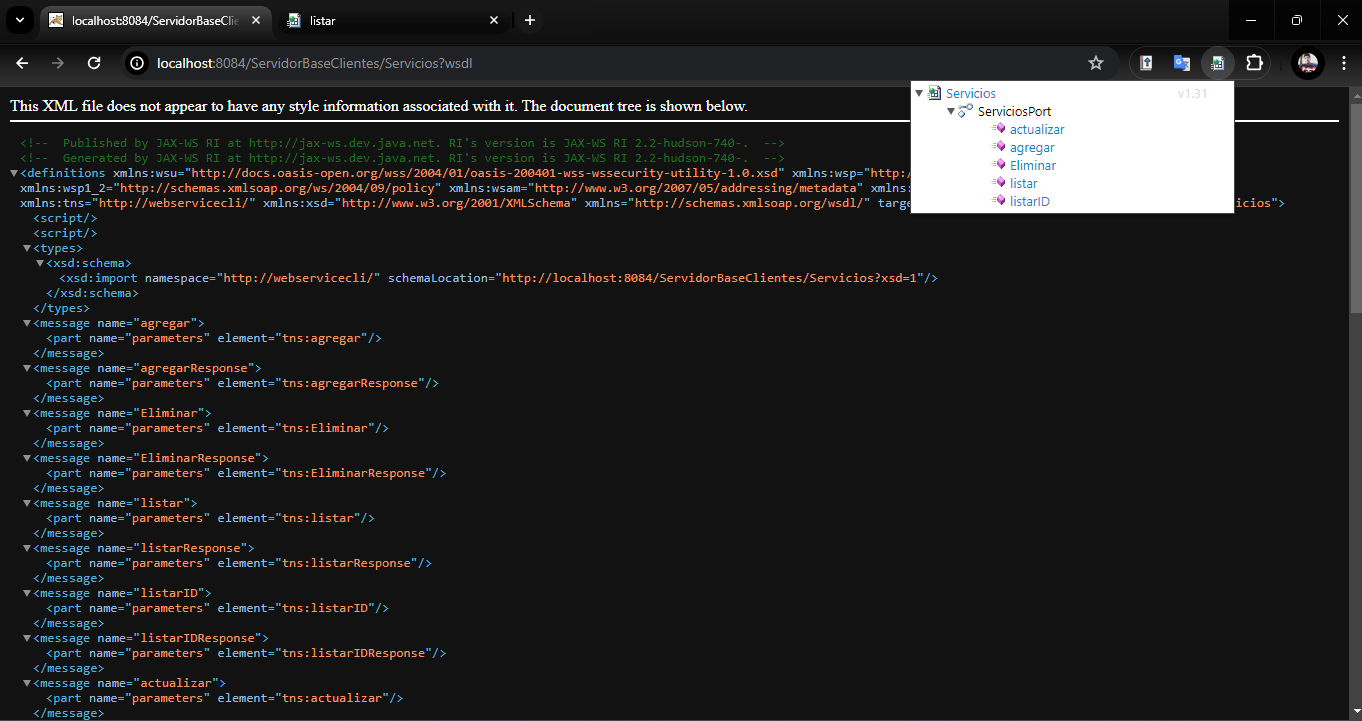 localhost:8084/ServidorBaseClie
listar
localhost:8084/ServidorBaseClientes/Servicios?wsdl
This XML file does not appear to have any style information associated with it. The document tree is shown below.
Servicios
v1.31
ServiciosPort
actualizar
agregar
Eliminar
listar
listarID
<!-- Published by JAX-WS RI at http://jax-ws.dev.java.net. RI's version is JAX-WS RI 2.2-hudson-740-. -->
<!-- Generated by JAX-WS RI at http://jax-ws.dev.java.net. RI's version is JAX-WS RI 2.2-hudson-740-. -->
<definitions xmlns:wsu="http://docs.oasis-open.org/wss/2004/01/oasis-200401-wss-wssecurity-utility-1.0.xsd" xmlns:wsp="http:/
xmlns:wsp1_2="http://schemas.xmlsoap.org/ws/2004/09/policy" xmlns:wsam="http://www.w3.org/2007/05/addressing/metadata" xmlns:
xmlns:tns="http://webservicecli/" xmlns:xsd="http://www.w3.org/2001/XMLSchema" xmlns="http://schemas.xmlsoap.org/wsdl/" targe icios">
<script/>
<script/>
<types>
<xsd:schema>
<xsd:import namespace="http://webservicecli/" schemaLocation="http://localhost:8084/ServidorBaseClientes/Servicios?xsd=1"/>
</xsd:schema>
</types>
<message name="agregar">
<part name="parameters" element="tns:agregar"/>
</message>
<message name="agregarResponse">
<part name="parameters" element="tns:agregarResponse"/>
</message>
<message name="Eliminar">
<part name="parameters" element="tns:Eliminar"/>
</message>
<message name="EliminarResponse">
<part name="parameters" element="tns:EliminarResponse"/>
</message>
<message name="listar">
<part name="parameters" element="tns:listar"/>
</message>
<message name="listarResponse">
<part name="parameters" element="tns:listarResponse"/>
</message>
<message name="listarID">
<part name="parameters" element="tns:listarID"/>
</message>
<message name="listarIDResponse">
<part name="parameters" element="tns:listarIDResponse"/>
</message>
<message name="actualizar">
<part name="parameters" element="tns:actualizar"/>
</message>